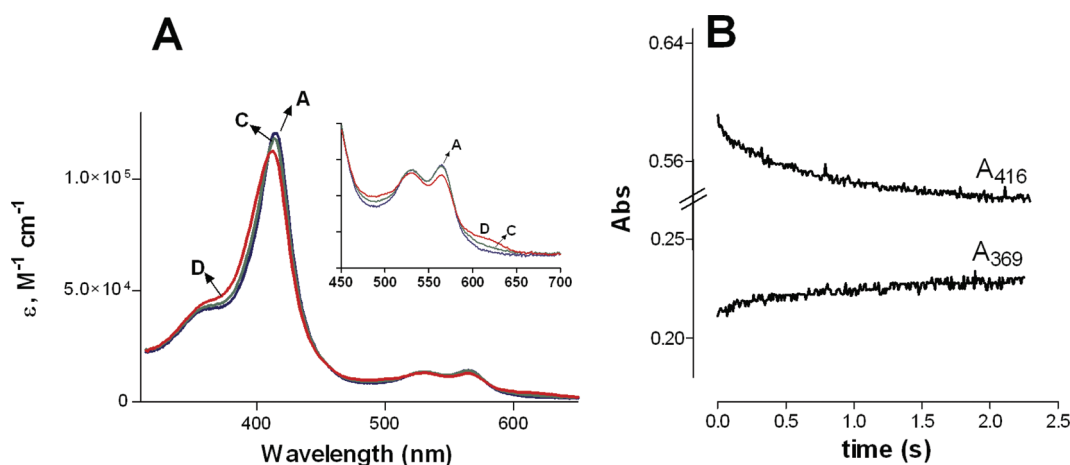 A
B
A
C
D
ε, M⁻¹ cm⁻¹
1.0× 10⁵
5.0× 10⁴
0
400
500
600
Wavelength (nm)
A
D
C
450
500
550
600
650
700
Abs
0.64
0.56
0.25
0.20
A₄₁₆
A₃₆₉
0.0
0.5
1.0
1.5
2.0
2.5
time (s)